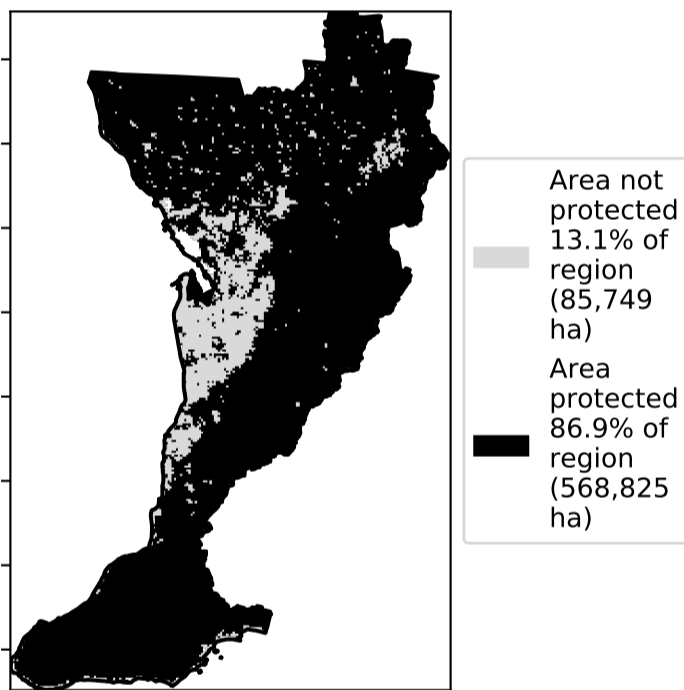 Area not
protected
13.1% of
region
(85,749
ha)
Area
protected
86.9% of
region
(568,825
ha)